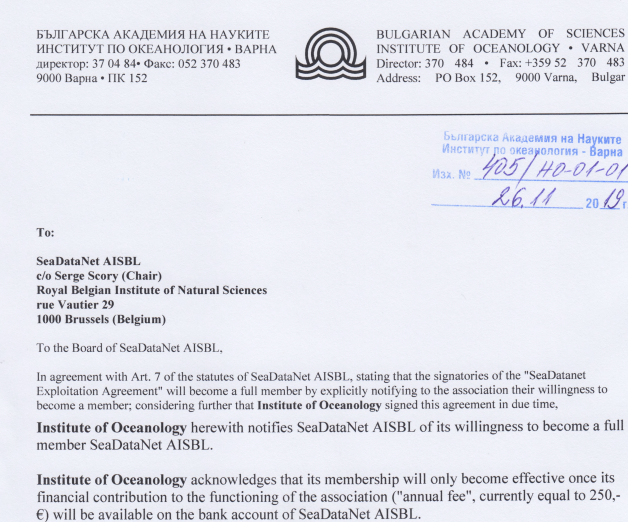 БЪЛГАРСКА АКАДЕМИЯ НА НАУКИТЕ
ИНСТИТУТ ПО ОКЕАНОЛОГИЯ • ВАРНА
директор: 37 04 84• Факс: 052 370 483
9000 Варна • ПК 152
BULGARIAN ACADEMY OF SCIENCES
INSTITUTE OF OCEANOLOGY • VARNA
Director: 370 484 • Fax: +359 52 370 483
Address: PO Box 152, 9000 Varna, Bulgar
Българска Академия на Науките
Институт по океанология - Варна
Изх. № 405/НО-01-01
26.11 2019 г
To:
SeaDataNet AISBL
c/o Serge Scory (Chair)
Royal Belgian Institute of Natural Sciences
rue Vautier 29
1000 Brussels (Belgium)
To the Board of SeaDataNet AISBL,
In agreement with Art. 7 of the statutes of SeaDataNet AISBL, stating that the signatories of the "SeaDatanet
Exploitation Agreement" will become a full member by explicitly notifying to the association their willingness to
become a member; considering further that Institute of Oceanology signed this agreement in due time,
Institute of Oceanology herewith notifies SeaDataNet AISBL of its willingness to become a full
member SeaDataNet AISBL.
Institute of Oceanology acknowledges that its membership will only become effective once its
financial contribution to the functioning of the association ("annual fee", currently equal to 250,-
€) will be available on the bank account of SeaDataNet AISBL.